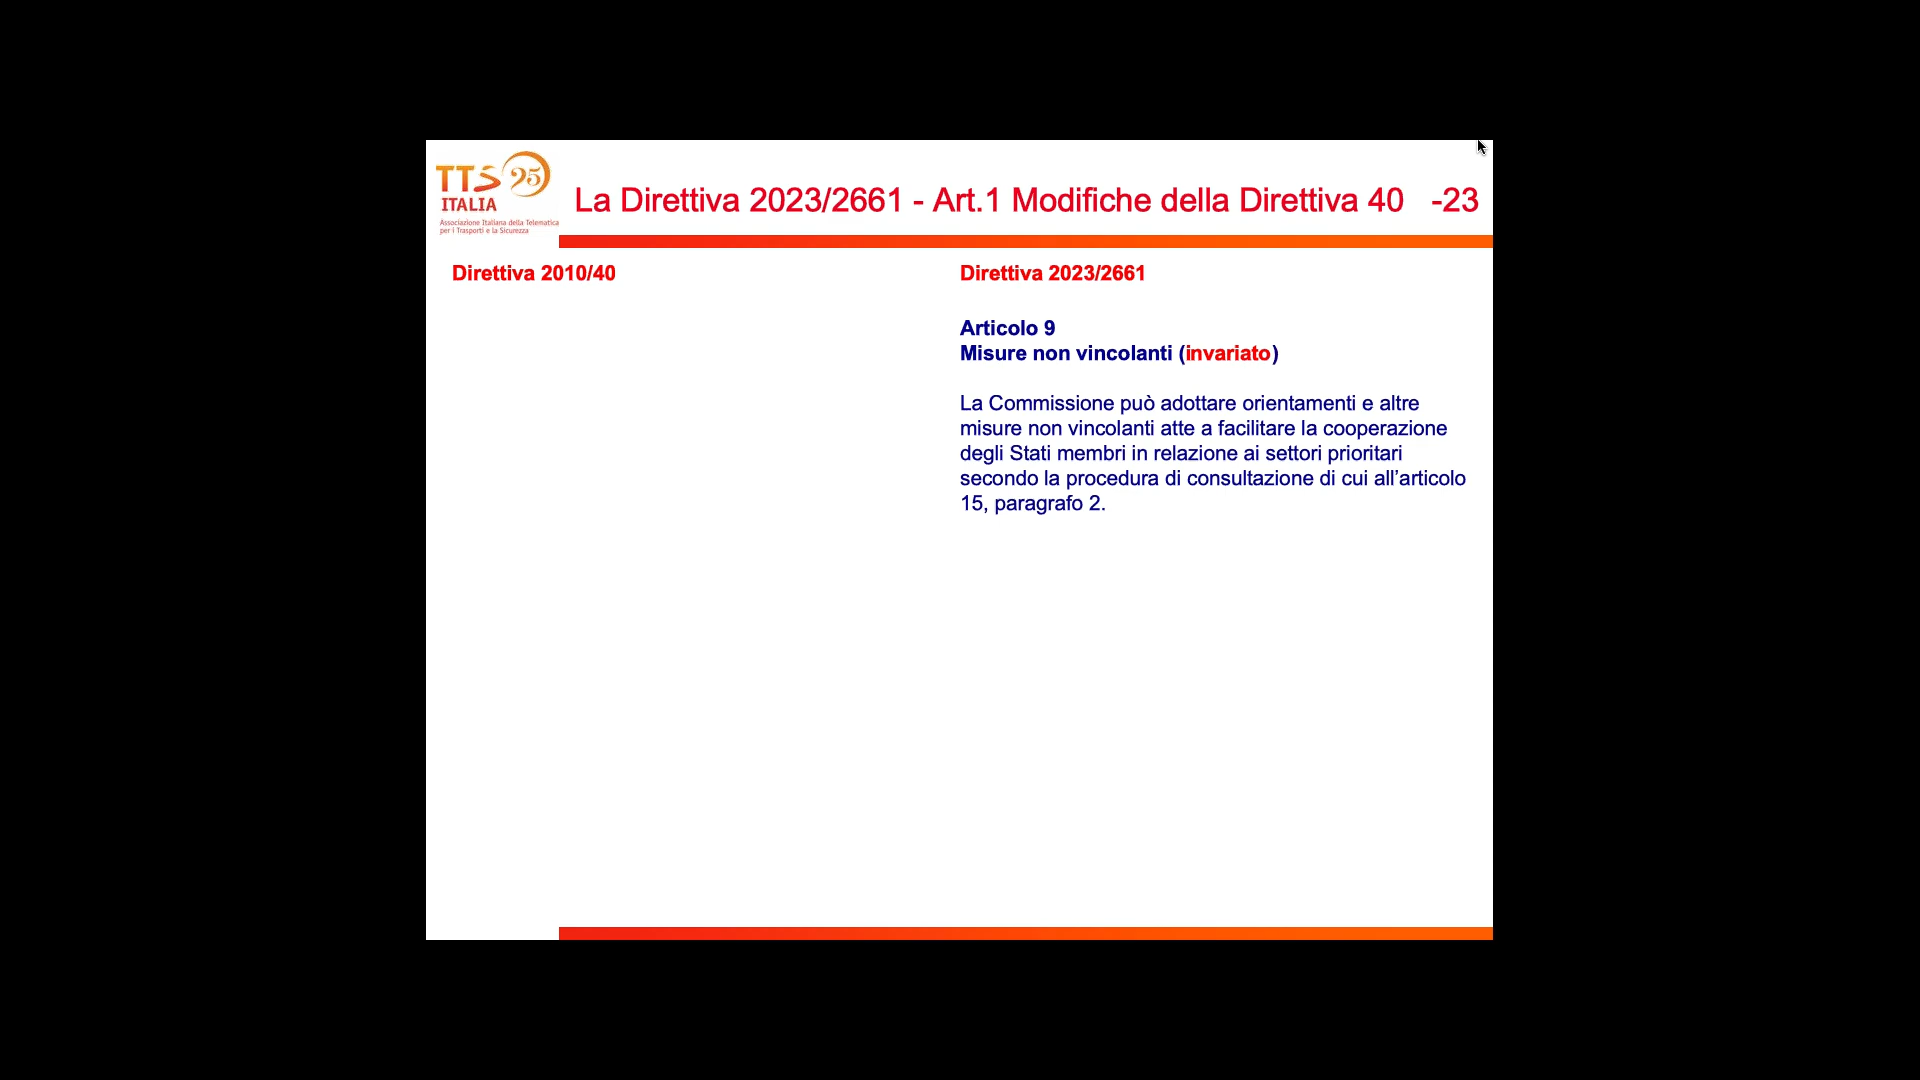 TTS 25
ITALIA
Associazione Italiana della Telematica
per i Trasporti e la Sicurezza
La Direttiva 2023/2661 - Art.1 Modifiche della Direttiva 40 -23
Direttiva 2010/40
Direttiva 2023/2661
Articolo 9
Misure non vincolanti (invariato)
La Commissione può adottare orientamenti e altre
misure non vincolanti atte a facilitare la cooperazione
degli Stati membri in relazione ai settori prioritari
secondo la procedura di consultazione di cui all’articolo
15, paragrafo 2.